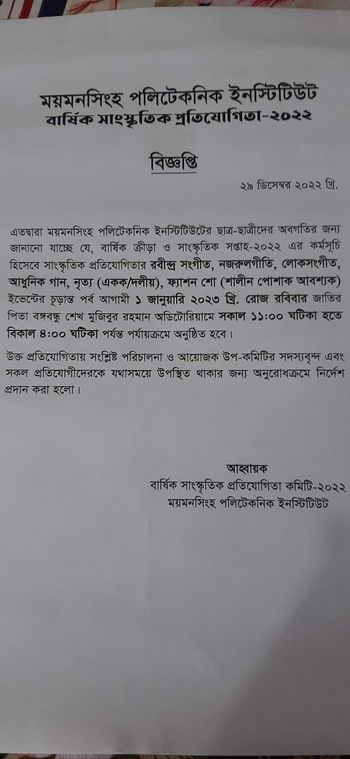 ময়মনসিংহ পলিটেকনিক ইনস্টিটিউট
বার্ষিক সাংস্কৃতিক প্রতিযোগিতা-২০২২
বিজ্ঞপ্তি
২৯ ডিসেম্বর ২০২২ খ্রি.
এতদ্বারা ময়মনসিংহ পলিটেকনিক ইনস্টিটিউটের ছাত্র-ছাত্রীদের অবগতির জন্য
জানানো যাচ্ছে যে, বার্ষিক ক্রীড়া ও সাংস্কৃতিক সপ্তাহ-২০২২ এর কর্মসূচি
হিসেবে সাংস্কৃতিক প্রতিযোগিতার রবীন্দ্র সংগীত, নজরুলগীতি, লোকসংগীত,
আধুনিক গান, নৃত্য (একক/দলীয়), ফ্যাশন শো (শালীন পোশাক আবশ্যক)
ইভেন্টের চূড়ান্ত পর্ব আগামী ১ জানুয়ারি ২০২৩ খ্রি. রোজ রবিবার জাতির
পিতা বঙ্গবন্ধু শেখ মুজিবুর রহমান অডিটোরিয়ামে সকাল ১১:০০ ঘটিকা হতে
বিকাল ৪:০০ ঘটিকা পর্যন্ত পর্যায়ক্রমে অনুষ্ঠিত হবে।
উক্ত প্রতিযোগিতায় সংশ্লিষ্ট পরিচালনা ও আয়োজক উপ-কমিটির সদস্যবৃন্দ এবং
সকল প্রতিযোগীদেরকে যথাসময়ে উপস্থিত থাকার জন্য অনুরোধক্রমে নির্দেশ
প্রদান করা হলো।
আহ্বায়ক
বার্ষিক সাংস্কৃতিক প্রতিযোগিতা কমিটি-২০২২
ময়মনসিংহ পলিটেকনিক ইনস্টিটিউট